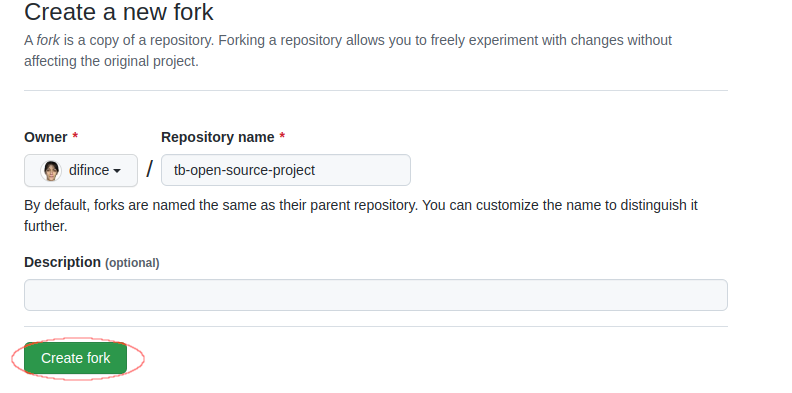 Create a new fork
A fork is a copy of a repository. Forking a repository allows you to freely experiment with changes without
affecting the original project.
Owner * Repository name *
difince / tb-open-source-project
By default, forks are named the same as their parent repository. You can customize the name to distinguish it
further.
Description (optional)
Create fork